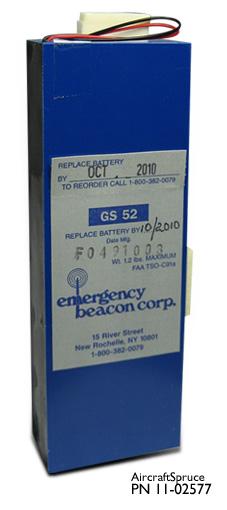 REPLACE BATTERY
BY OCT. 2010
TO REORDER CALL 1-800-382-0079
GS 52
REPLACE BATTERY BY 10/2010
Date Mfg.
F0421003
Wt. 1.2 lbs. MAXIMUM
FAA TSO-C91a
emergency
beacon corp.
15 River Street
New Rochelle, NY 10801
1-800-382-0079
AircraftSpruce
PN 11-02577